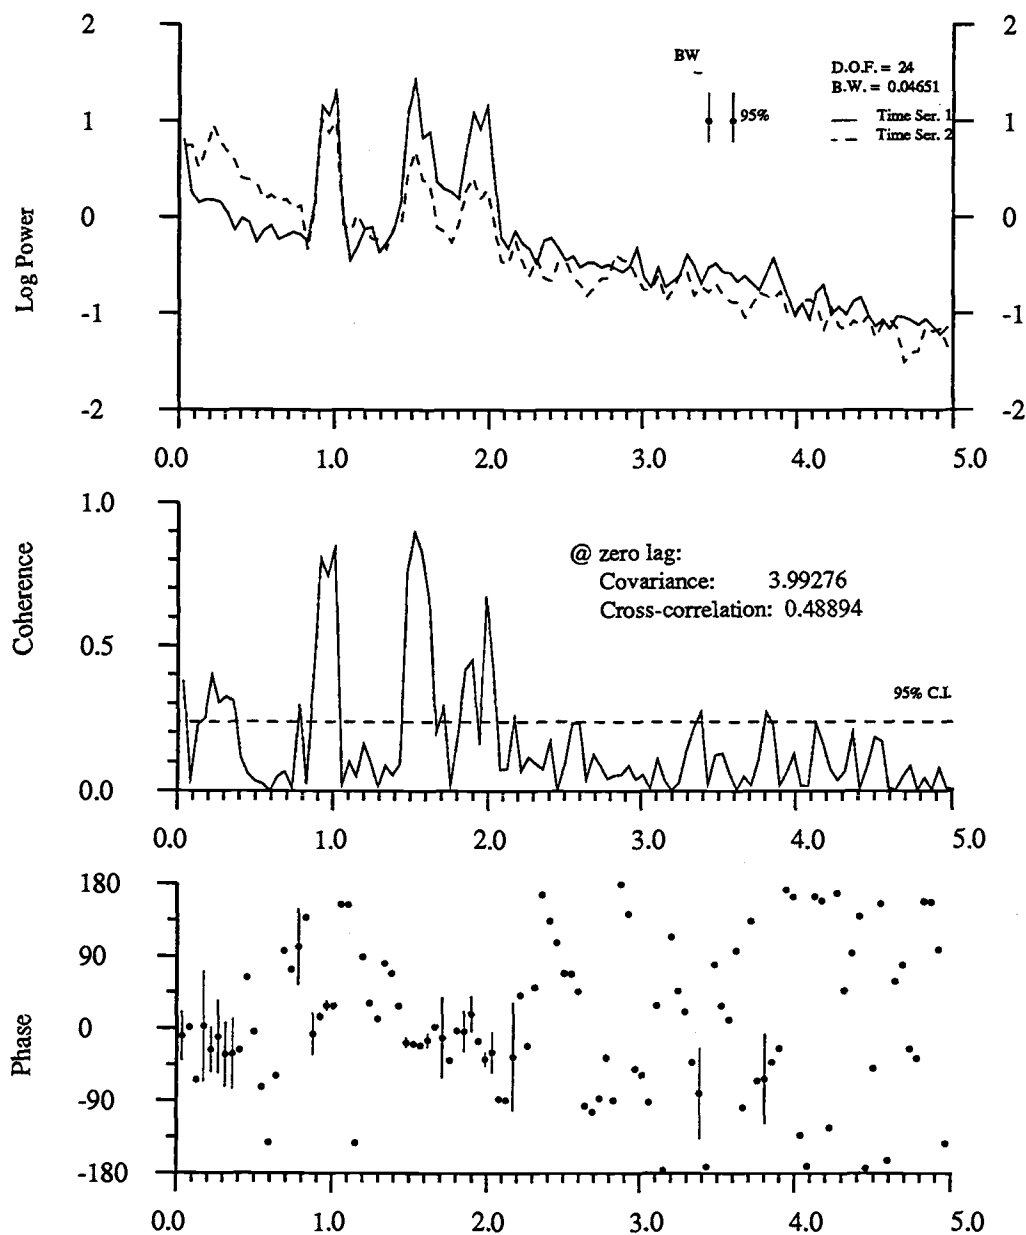 2 2
BW
D.O.F. = 24
B.W. = 0.04651
1 95% Time Ser. 1 1
Time Ser. 2
Log Power
0 0
-1 -1
-2 -2
0.0 1.0 2.0 3.0 4.0 5.0
1.0
@ zero lag:
Covariance: 3.99276
Cross-correlation: 0.48894
Coherence
0.5
95% C.I.
0.0
0.0 1.0 2.0 3.0 4.0 5.0
180
90
Phase
0
-90
-180
0.0 1.0 2.0 3.0 4.0 5.0